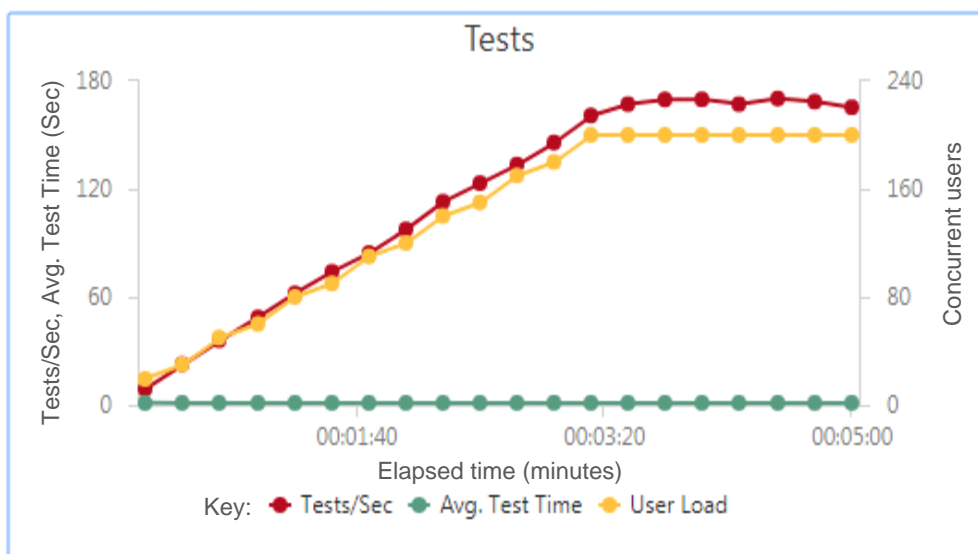 Tests
Tests/Sec, Avg. Test Time (Sec)
180
120
60
0
240
160
80
0
Concurrent users
00:01:40 00:03:20 00:05:00
Elapsed time (minutes)
Key: Tests/Sec Avg. Test Time User Load